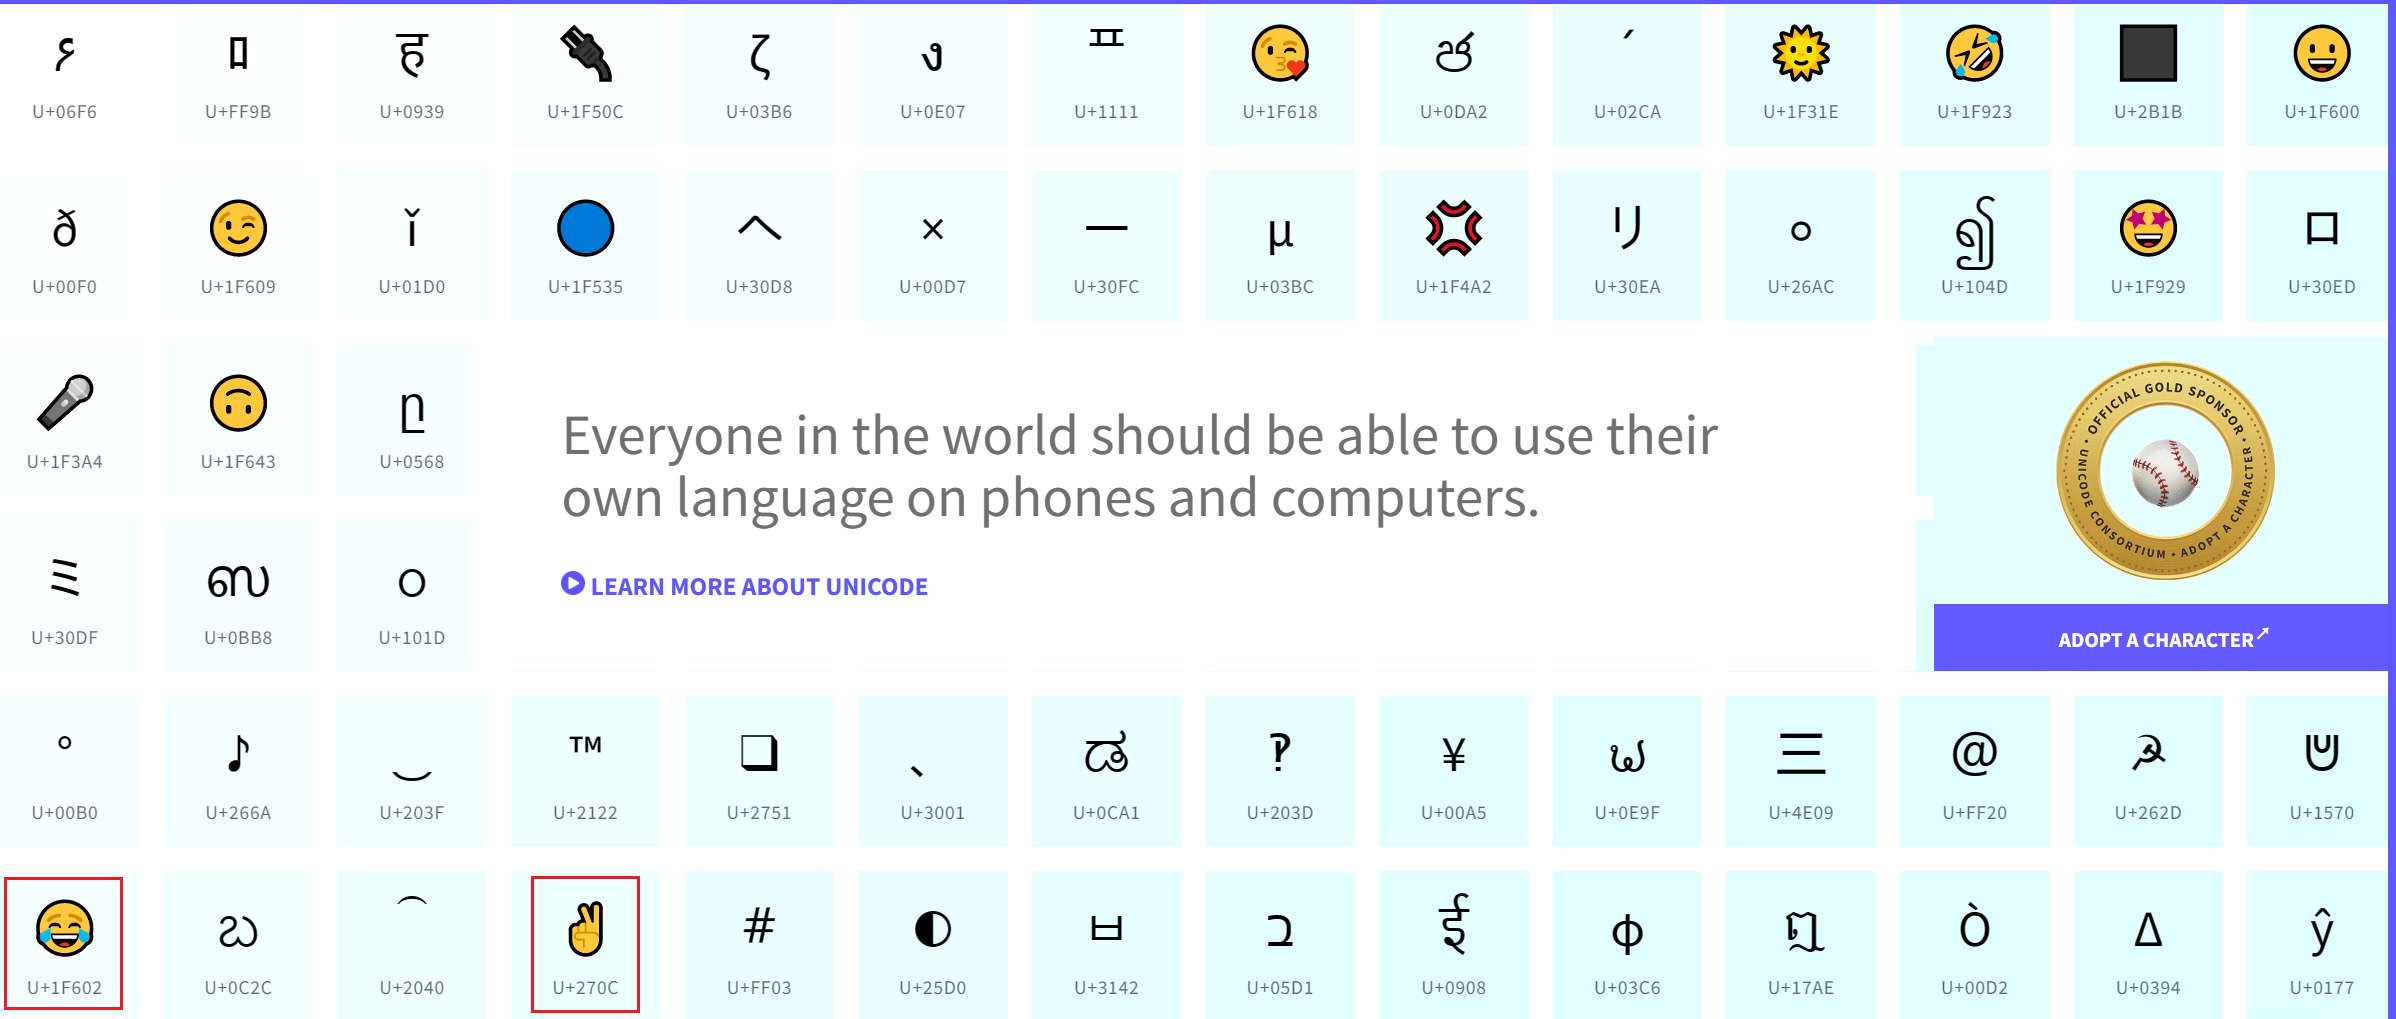 ۶ ﾛ ह 🔌 ζ ง ᄑ 😘 ජ ˊ 🌞 🤣 ⬛ 😀
U+06F6 U+FF9B U+0939 U+1F50C U+03B6 U+0E07 U+1111 U+1F618 U+0DA2 U+02CA U+1F31E U+1F923 U+2B1B U+1F600
ð 😉 ǐ 🔵 ヘ × ー μ 💢 リ ⚬ ၍ 🤩 ロ
U+00F0 U+1F609 U+01D0 U+1F535 U+30D8 U+00D7 U+30FC U+03BC U+1F4A2 U+30EA U+26AC U+104D U+1F929 U+30ED
🎤 🙃 ը
U+1F3A4 U+1F643 U+0568
ミ ஸ ဝ
U+30DF U+0BB8 U+101D
Everyone in the world should be able to use their
own language on phones and computers.
LEARN MORE ABOUT UNICODE
OFFICIAL GOLD SPONSOR • UNICODE CONSORTIUM • ADOPT A CHARACTER •
ADOPT A CHARACTER↗
° ♪ ‿ ™ ❑ 、 ಡ ‽ ¥ ຟ 三 ＠ ☭ ᕰ
U+00B0 U+266A U+203F U+2122 U+2751 U+3001 U+0CA1 U+203D U+00A5 U+0E9F U+4E09 U+FF20 U+262D U+1570
😂 బ ⁀ ✌ ＃ ◐ ㅂ ב ई φ ឮ Ò Δ ŷ
U+1F602 U+0C2C U+2040 U+270C U+FF03 U+25D0 U+3142 U+05D1 U+0908 U+03C6 U+17AE U+00D2 U+0394 U+0177